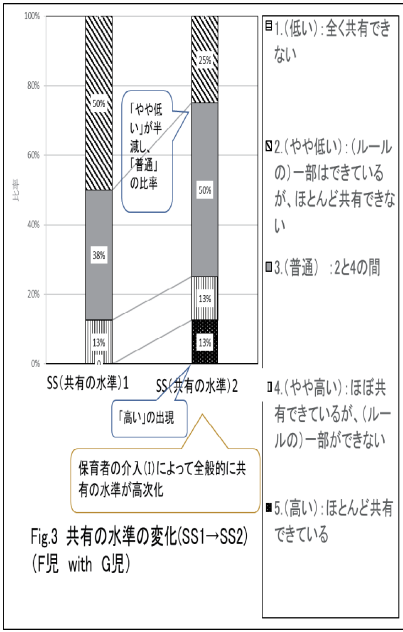 100%
80%
60%
40%
20%
0%
比率
50%
38%
13%
0
25%
50%
13%
13%
SS(共有の水準)1
SS(共有の水準)2
「やや低
い」が半
減し、
「普通」
の比率
「高い」の出現
保育者の介入(I)によって全般的に共
有の水準が高次化
1.(低い):全く共有でき
ない
2.(やや低い):(ルール
の)一部はできている
が、ほとんど共有できな
い
3.(普通) :2と4の間
4.(やや高い):ほぼ共
有できているが、(ルー
ルの)一部ができない
5.(高い):ほとんど共有
できている
Fig.3 共有の水準の変化(SS1→SS2)
(F児 with G児)